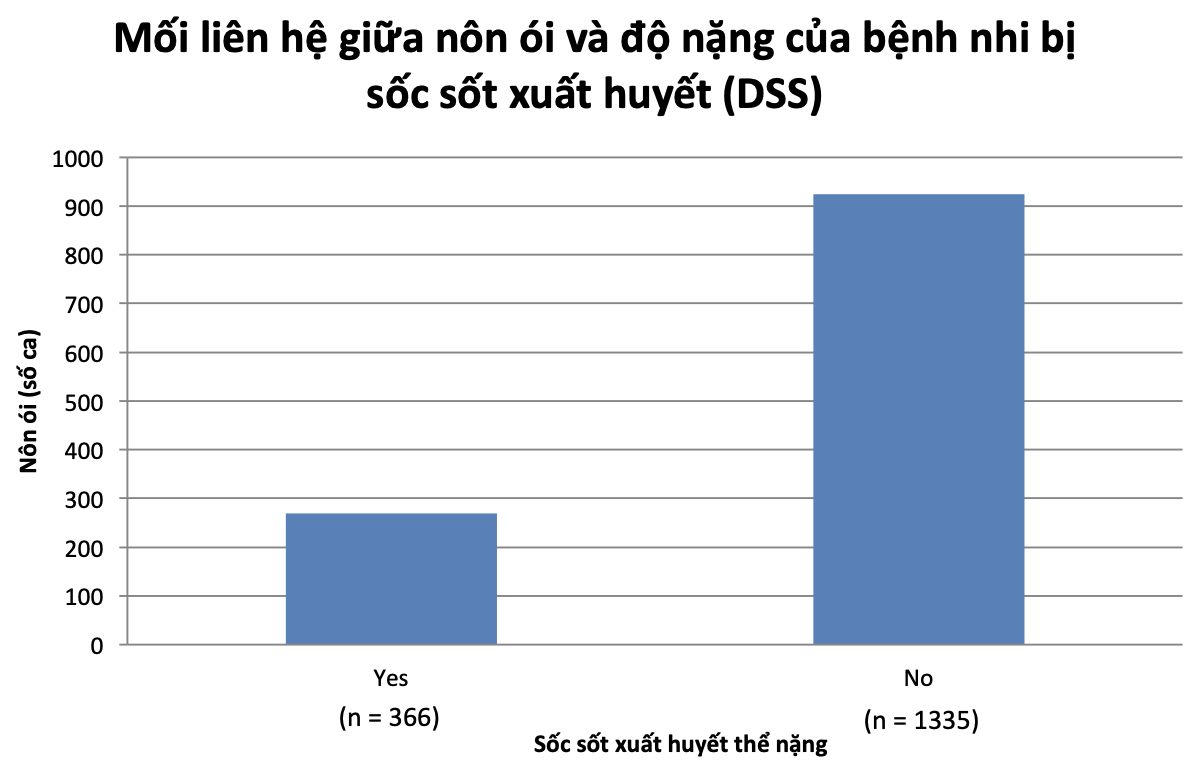 Mối liên hệ giữa nôn ói và độ nặng của bệnh nhi bị
sốc sốt xuất huyết (DSS)
1000
900
800
700
600
500
400
300
200
100
0
Nôn ói (số ca)
Yes
(n = 366)
No
(n = 1335)
Sốc sốt xuất huyết thể nặng